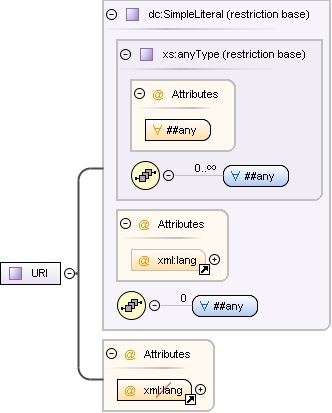 dc:SimpleLiteral (restriction base)
xs:anyType (restriction base)
@ Attributes
∀ ##any
0..∞
∀ ##any
@ Attributes
@ xml:lang
URI
0
∀ ##any
@ Attributes
@ xml:lang